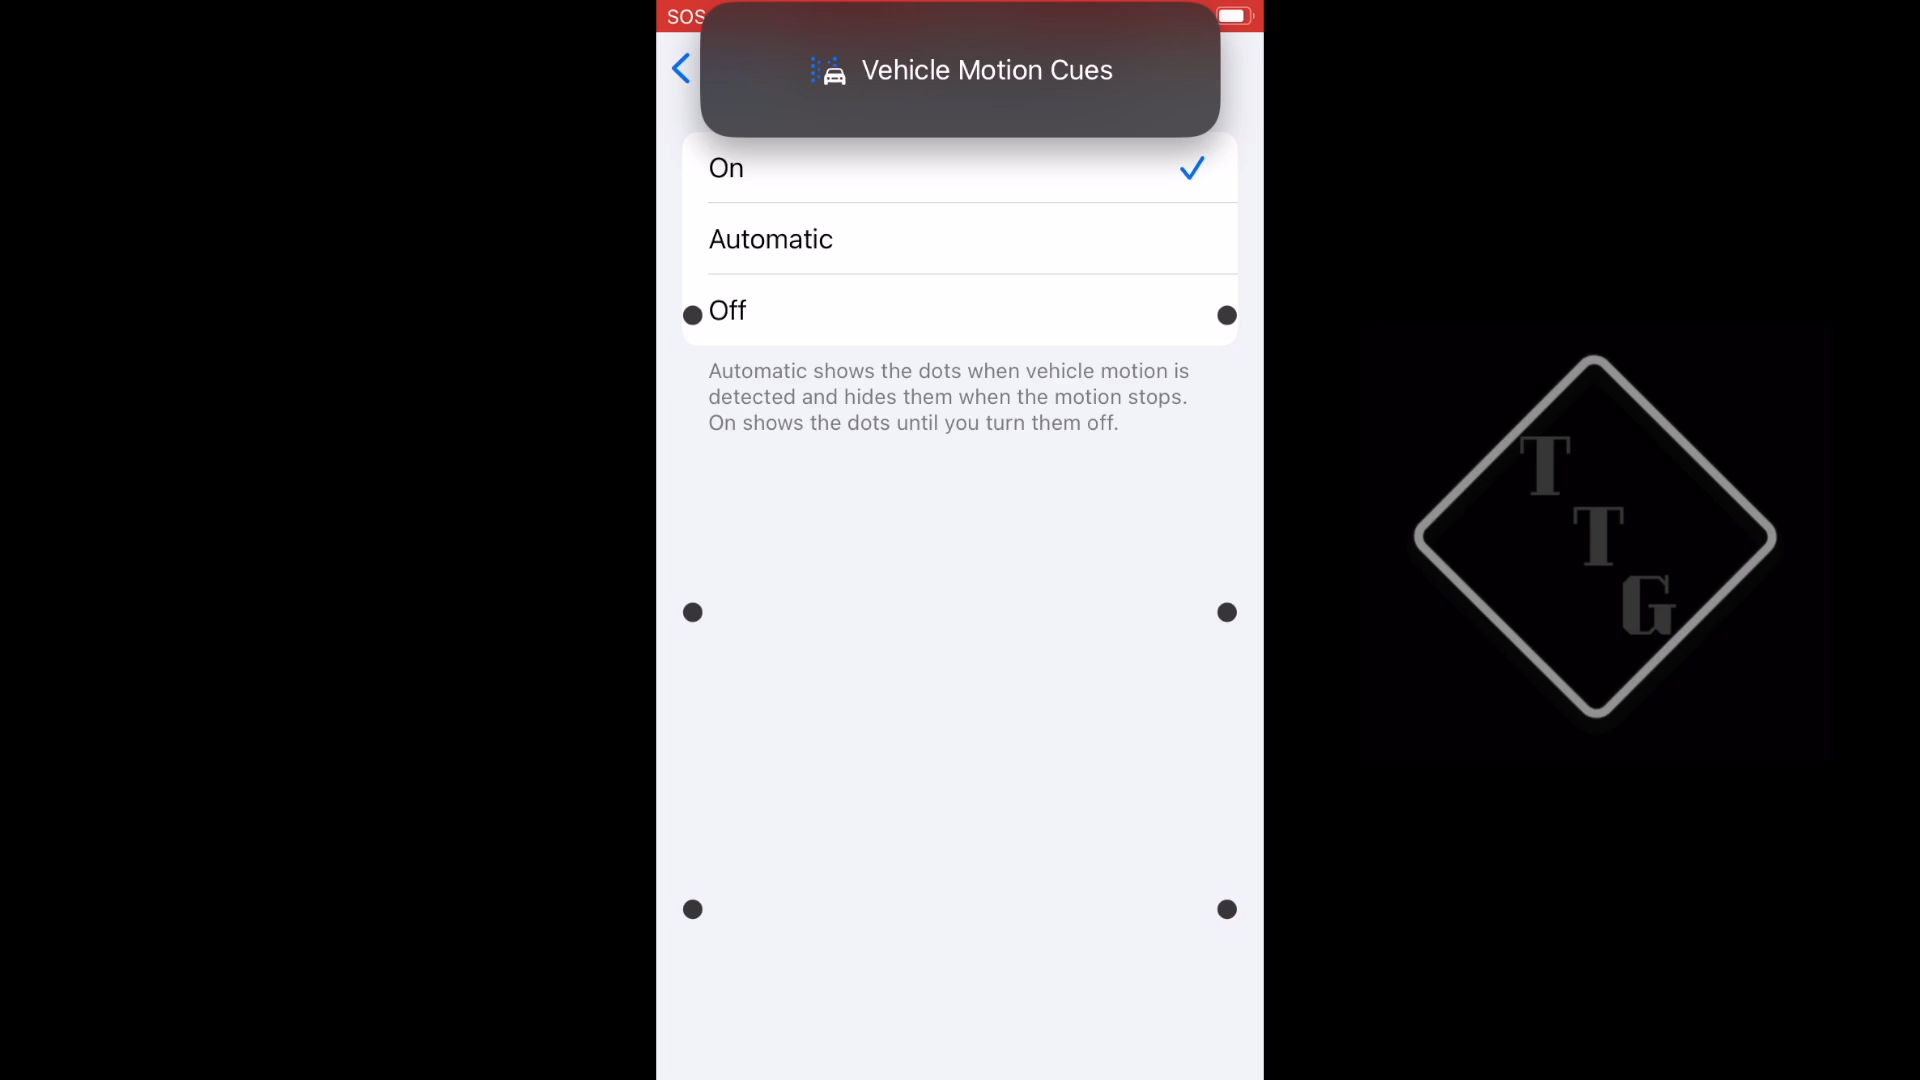 SOS
Vehicle Motion Cues
On
Automatic
Off
Automatic shows the dots when vehicle motion is
detected and hides them when the motion stops.
On shows the dots until you turn them off.
T
T
G